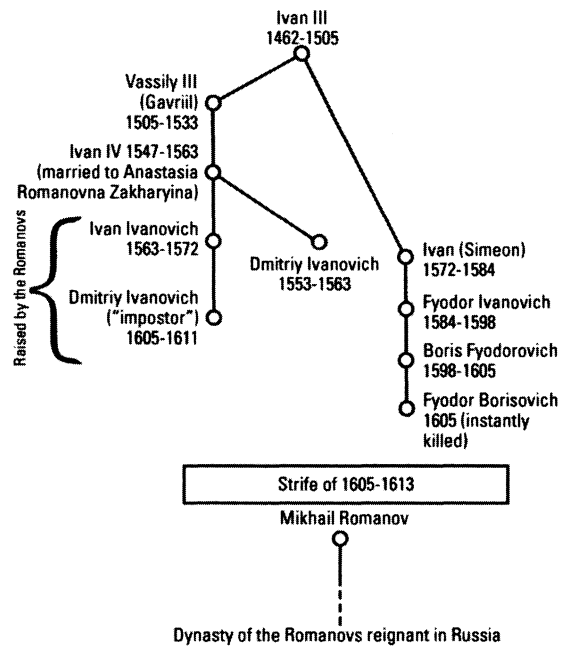 Ivan III
1462-1505
Vassily III
(Gavriil)
1505-1533
Ivan IV 1547-1563
(married to Anastasia
Romanovna Zakharyina)
Raised by the Romanovs
Ivan Ivanovich
1563-1572
Dmitriy Ivanovich
1553-1563
Dmitriy Ivanovich
("impostor")
1605-1611
Ivan (Simeon)
1572-1584
Fyodor Ivanovich
1584-1598
Boris Fyodorovich
1598-1605
Fyodor Borisovich
1605 (instantly
killed)
Strife of 1605-1613
Mikhail Romanov
Dynasty of the Romanovs reignant in Russia